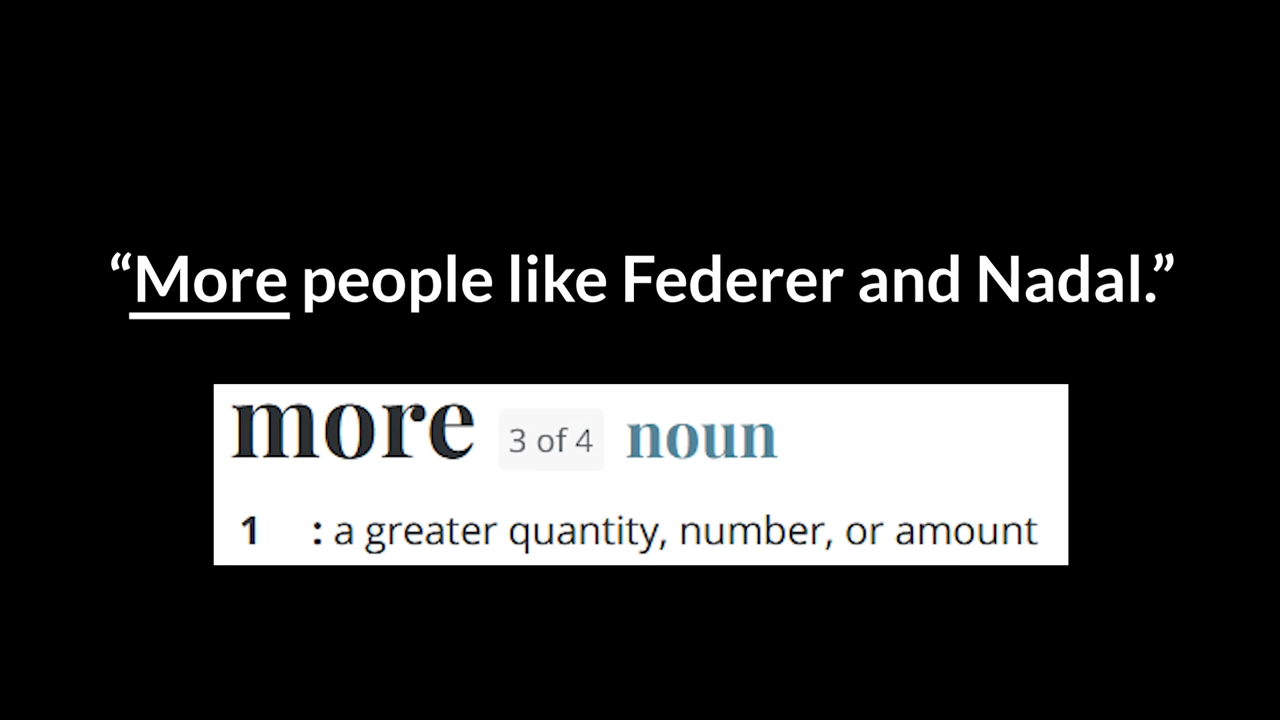 “More people like Federer and Nadal.”
more 3 of 4 noun
1 : a greater quantity, number, or amount